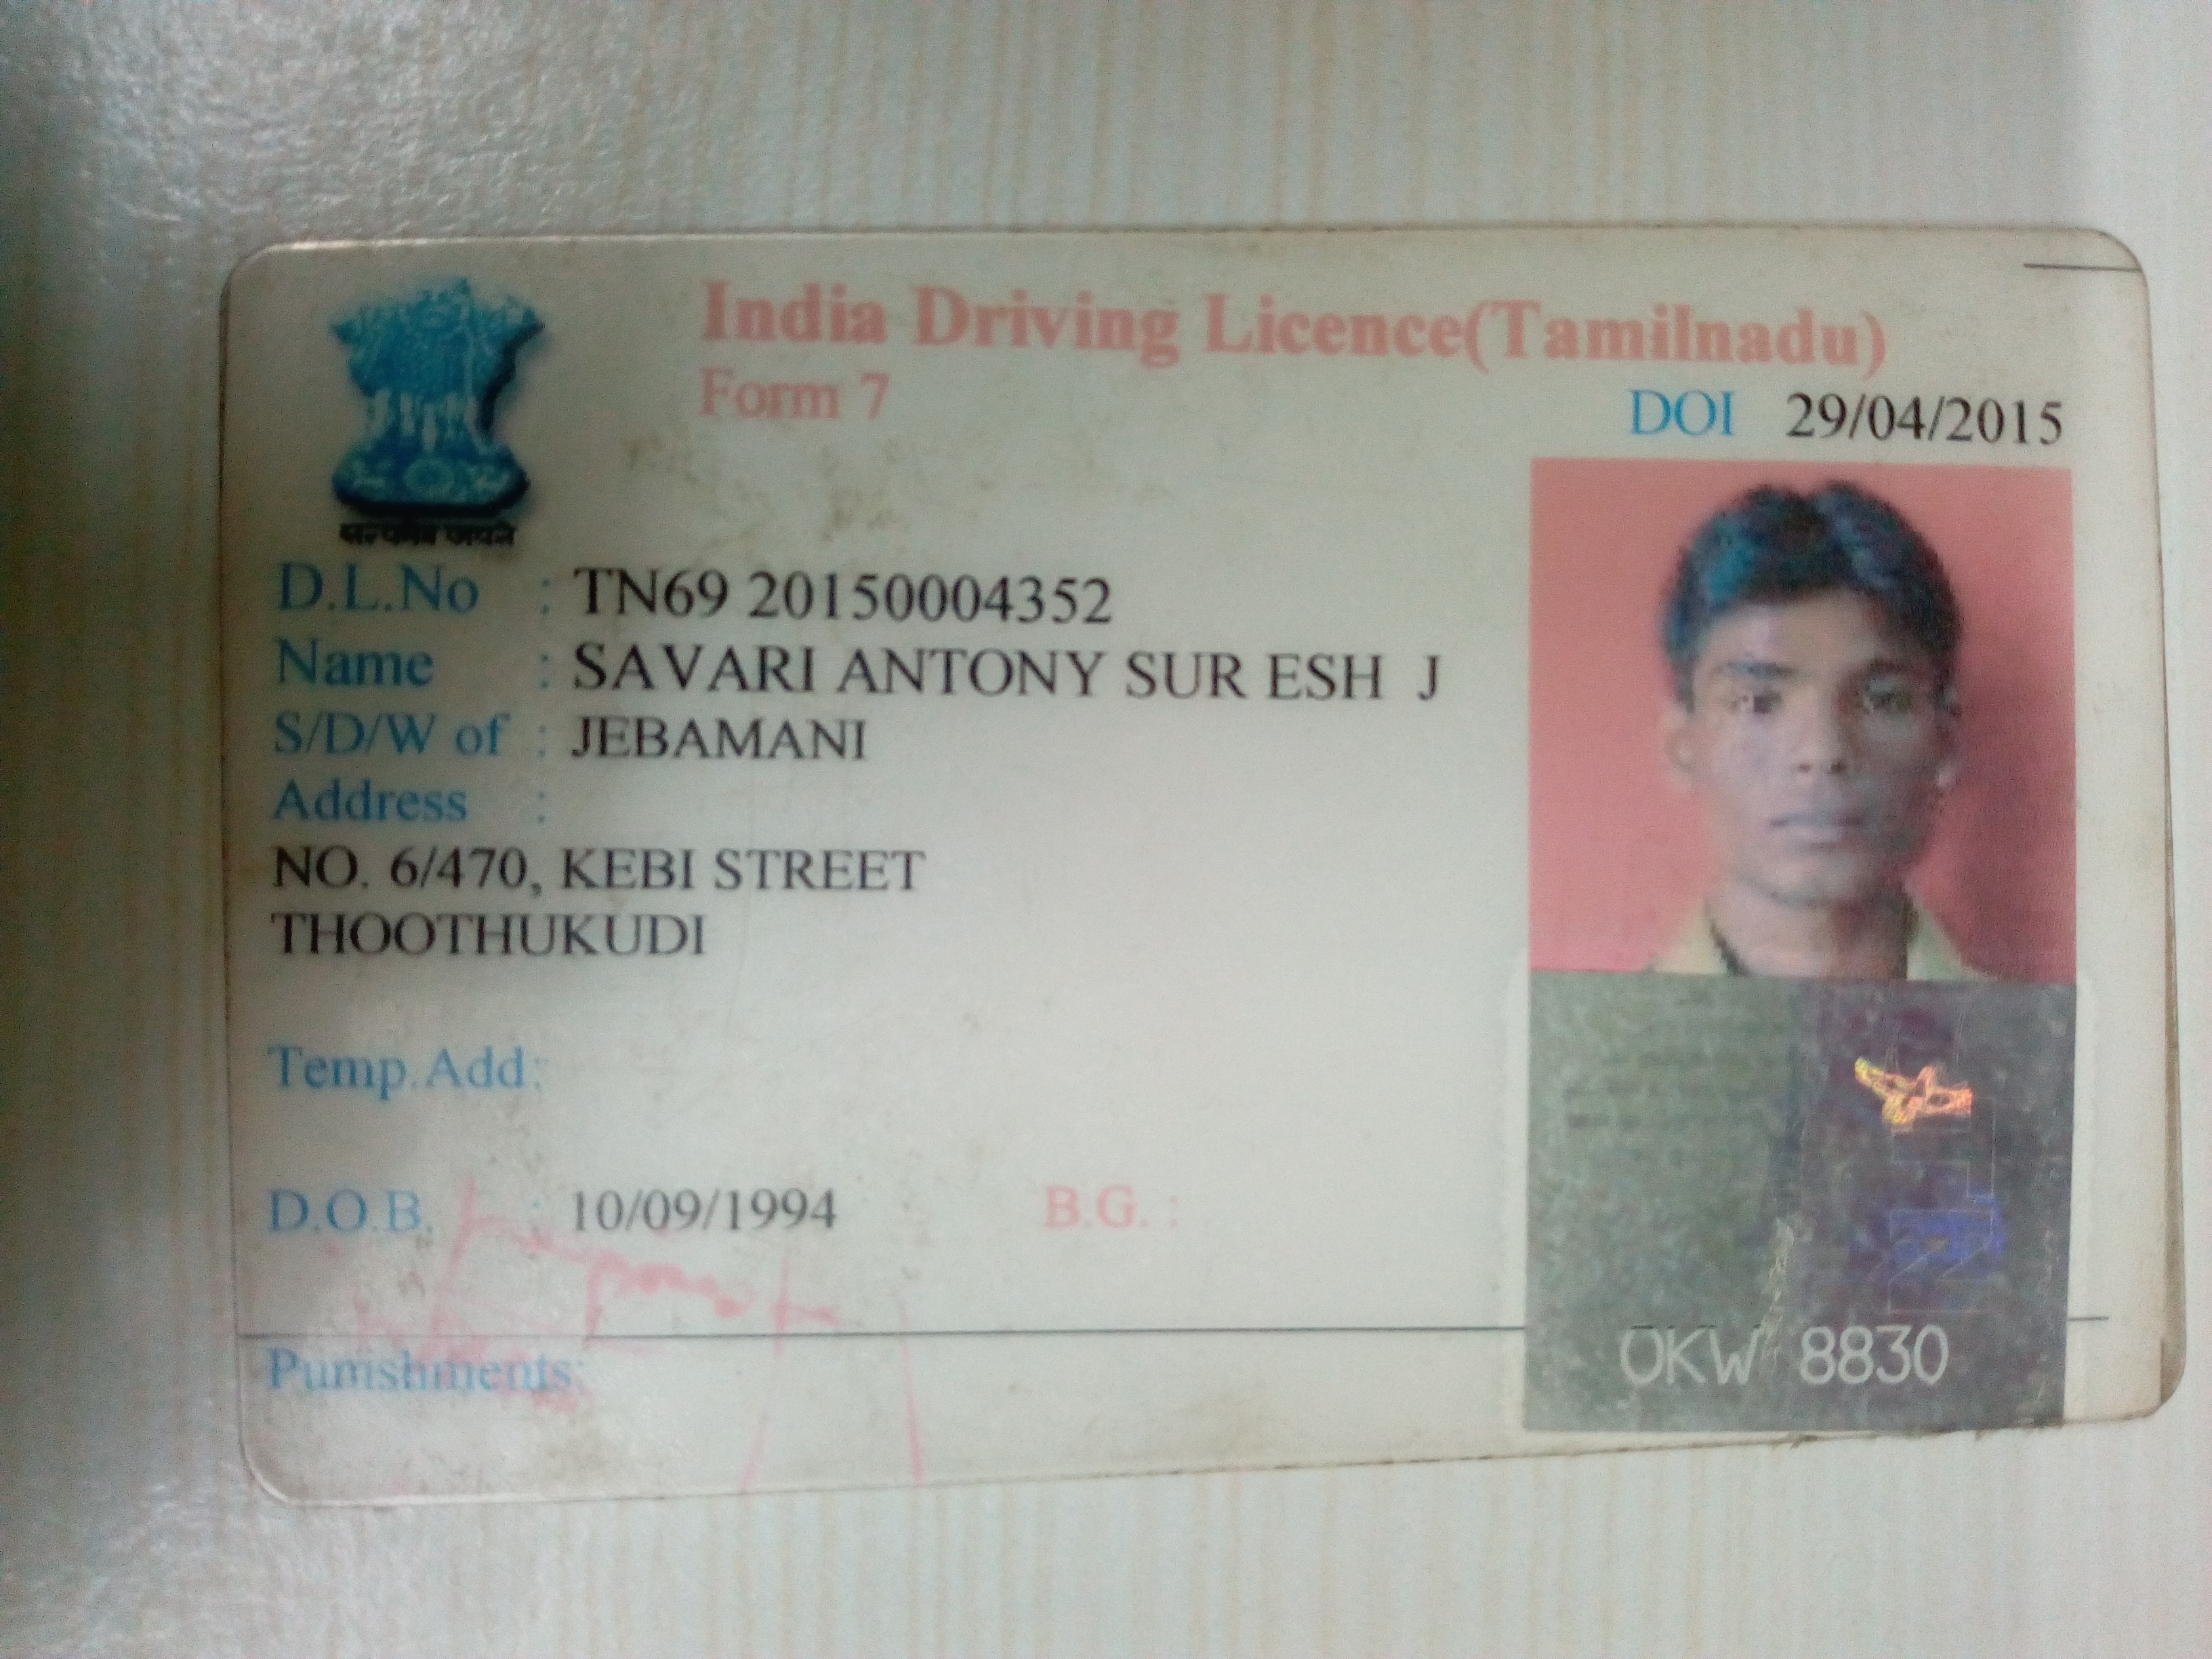 India Driving Licence(Tamilnadu)
Form 7
DOI 29/04/2015
D.L.No : TN69 20150004352
Name : SAVARI ANTONY SUR ESH J
S/D/W of : JEBAMANI
Address :
NO. 6/470, KEBI STREET
THOOTHUKUDI
Temp.Add:
D.O.B. : 10/09/1994 B.G. :
Punishments:
OKW 8830